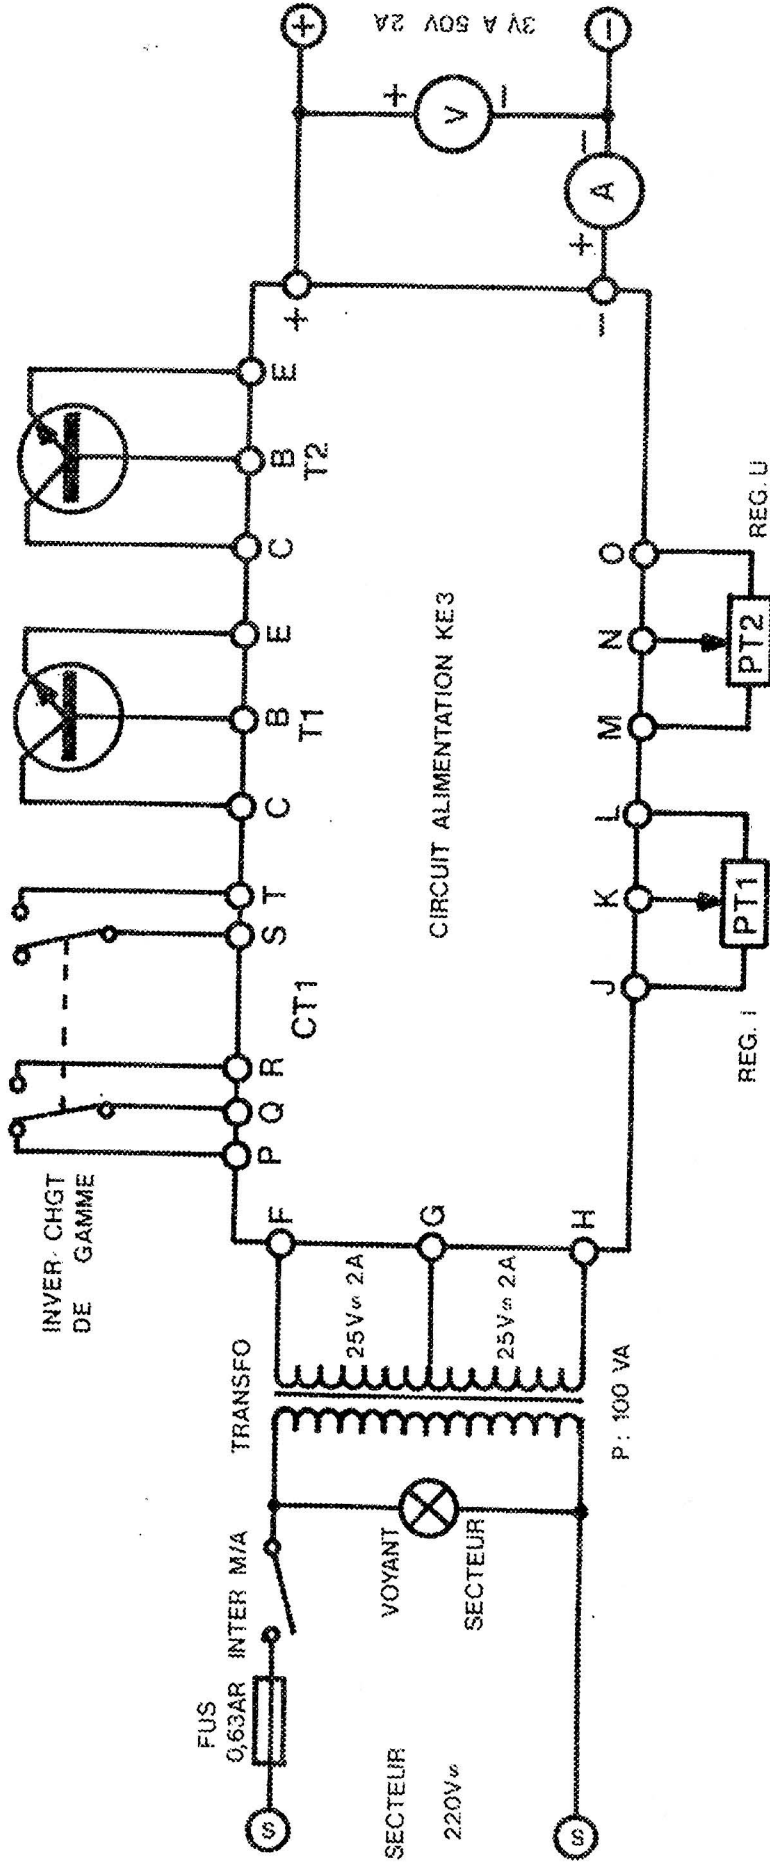 INVER. CHGT
DE GAMME
P Q R
S T
CT1
C B E
T1
C B E
T2
FUS
0,63AR
INTER M/A
TRANSFO
F
25V~ 2A
G
25V~ 2A
H
P: 100 VA
S
SECTEUR
220V~
S
VOYANT
SECTEUR
CIRCUIT ALIMENTATION KE3
+
-
+
V
-
+
A
-
+
3V A 50V 2A
-
J K L
PT1
REG. I
M N O
PT2
REG. U